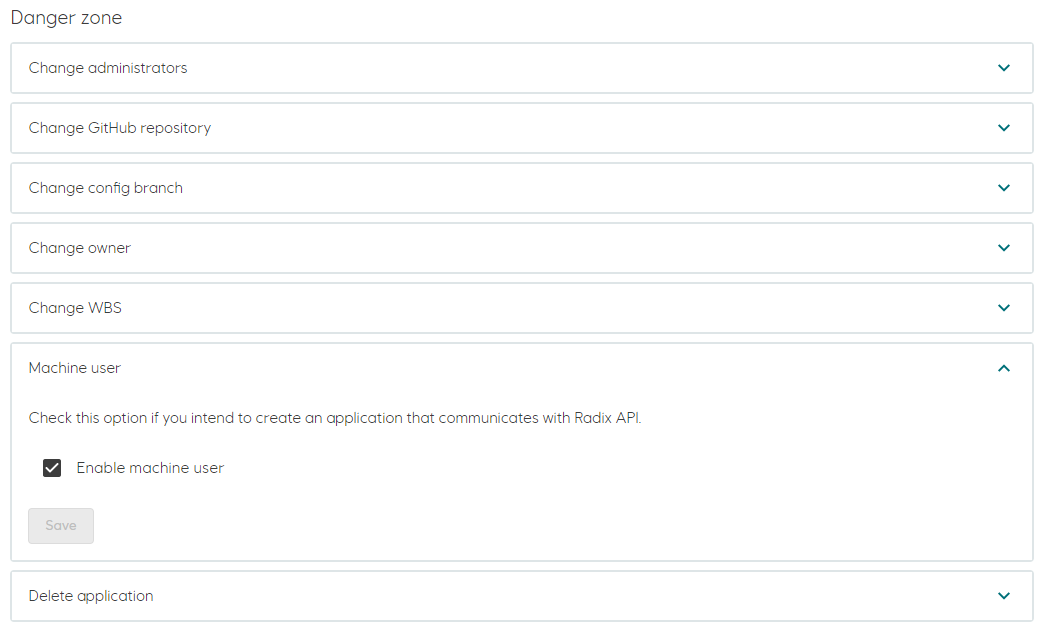 Danger zone
Change administrators
Change GitHub repository
Change config branch
Change owner
Change WBS
Machine user
Check this option if you intend to create an application that communicates with Radix API.
Enable machine user
Save
Delete application